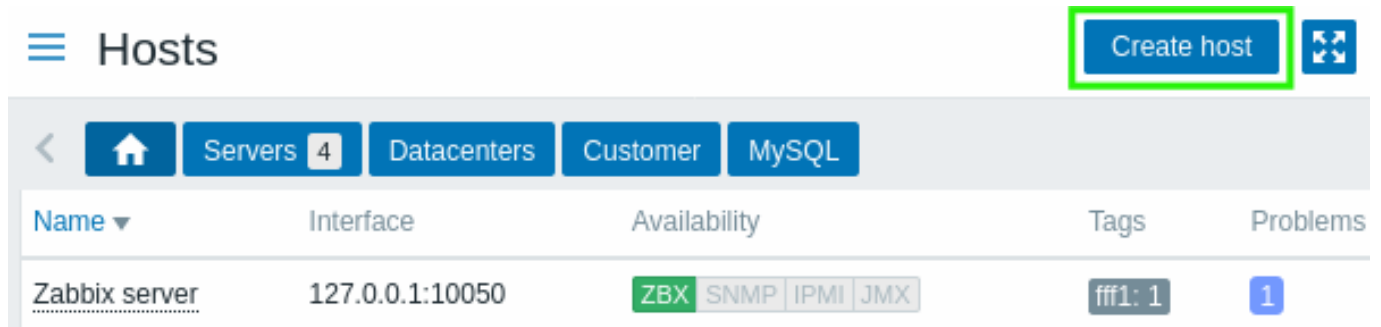 Hosts Create host
Servers 4 Datacenters Customer MySQL
Name Interface Availability Tags Problems
Zabbix server 127.0.0.1:10050 ZBX SNMP IPMI JMX fff1: 1 1